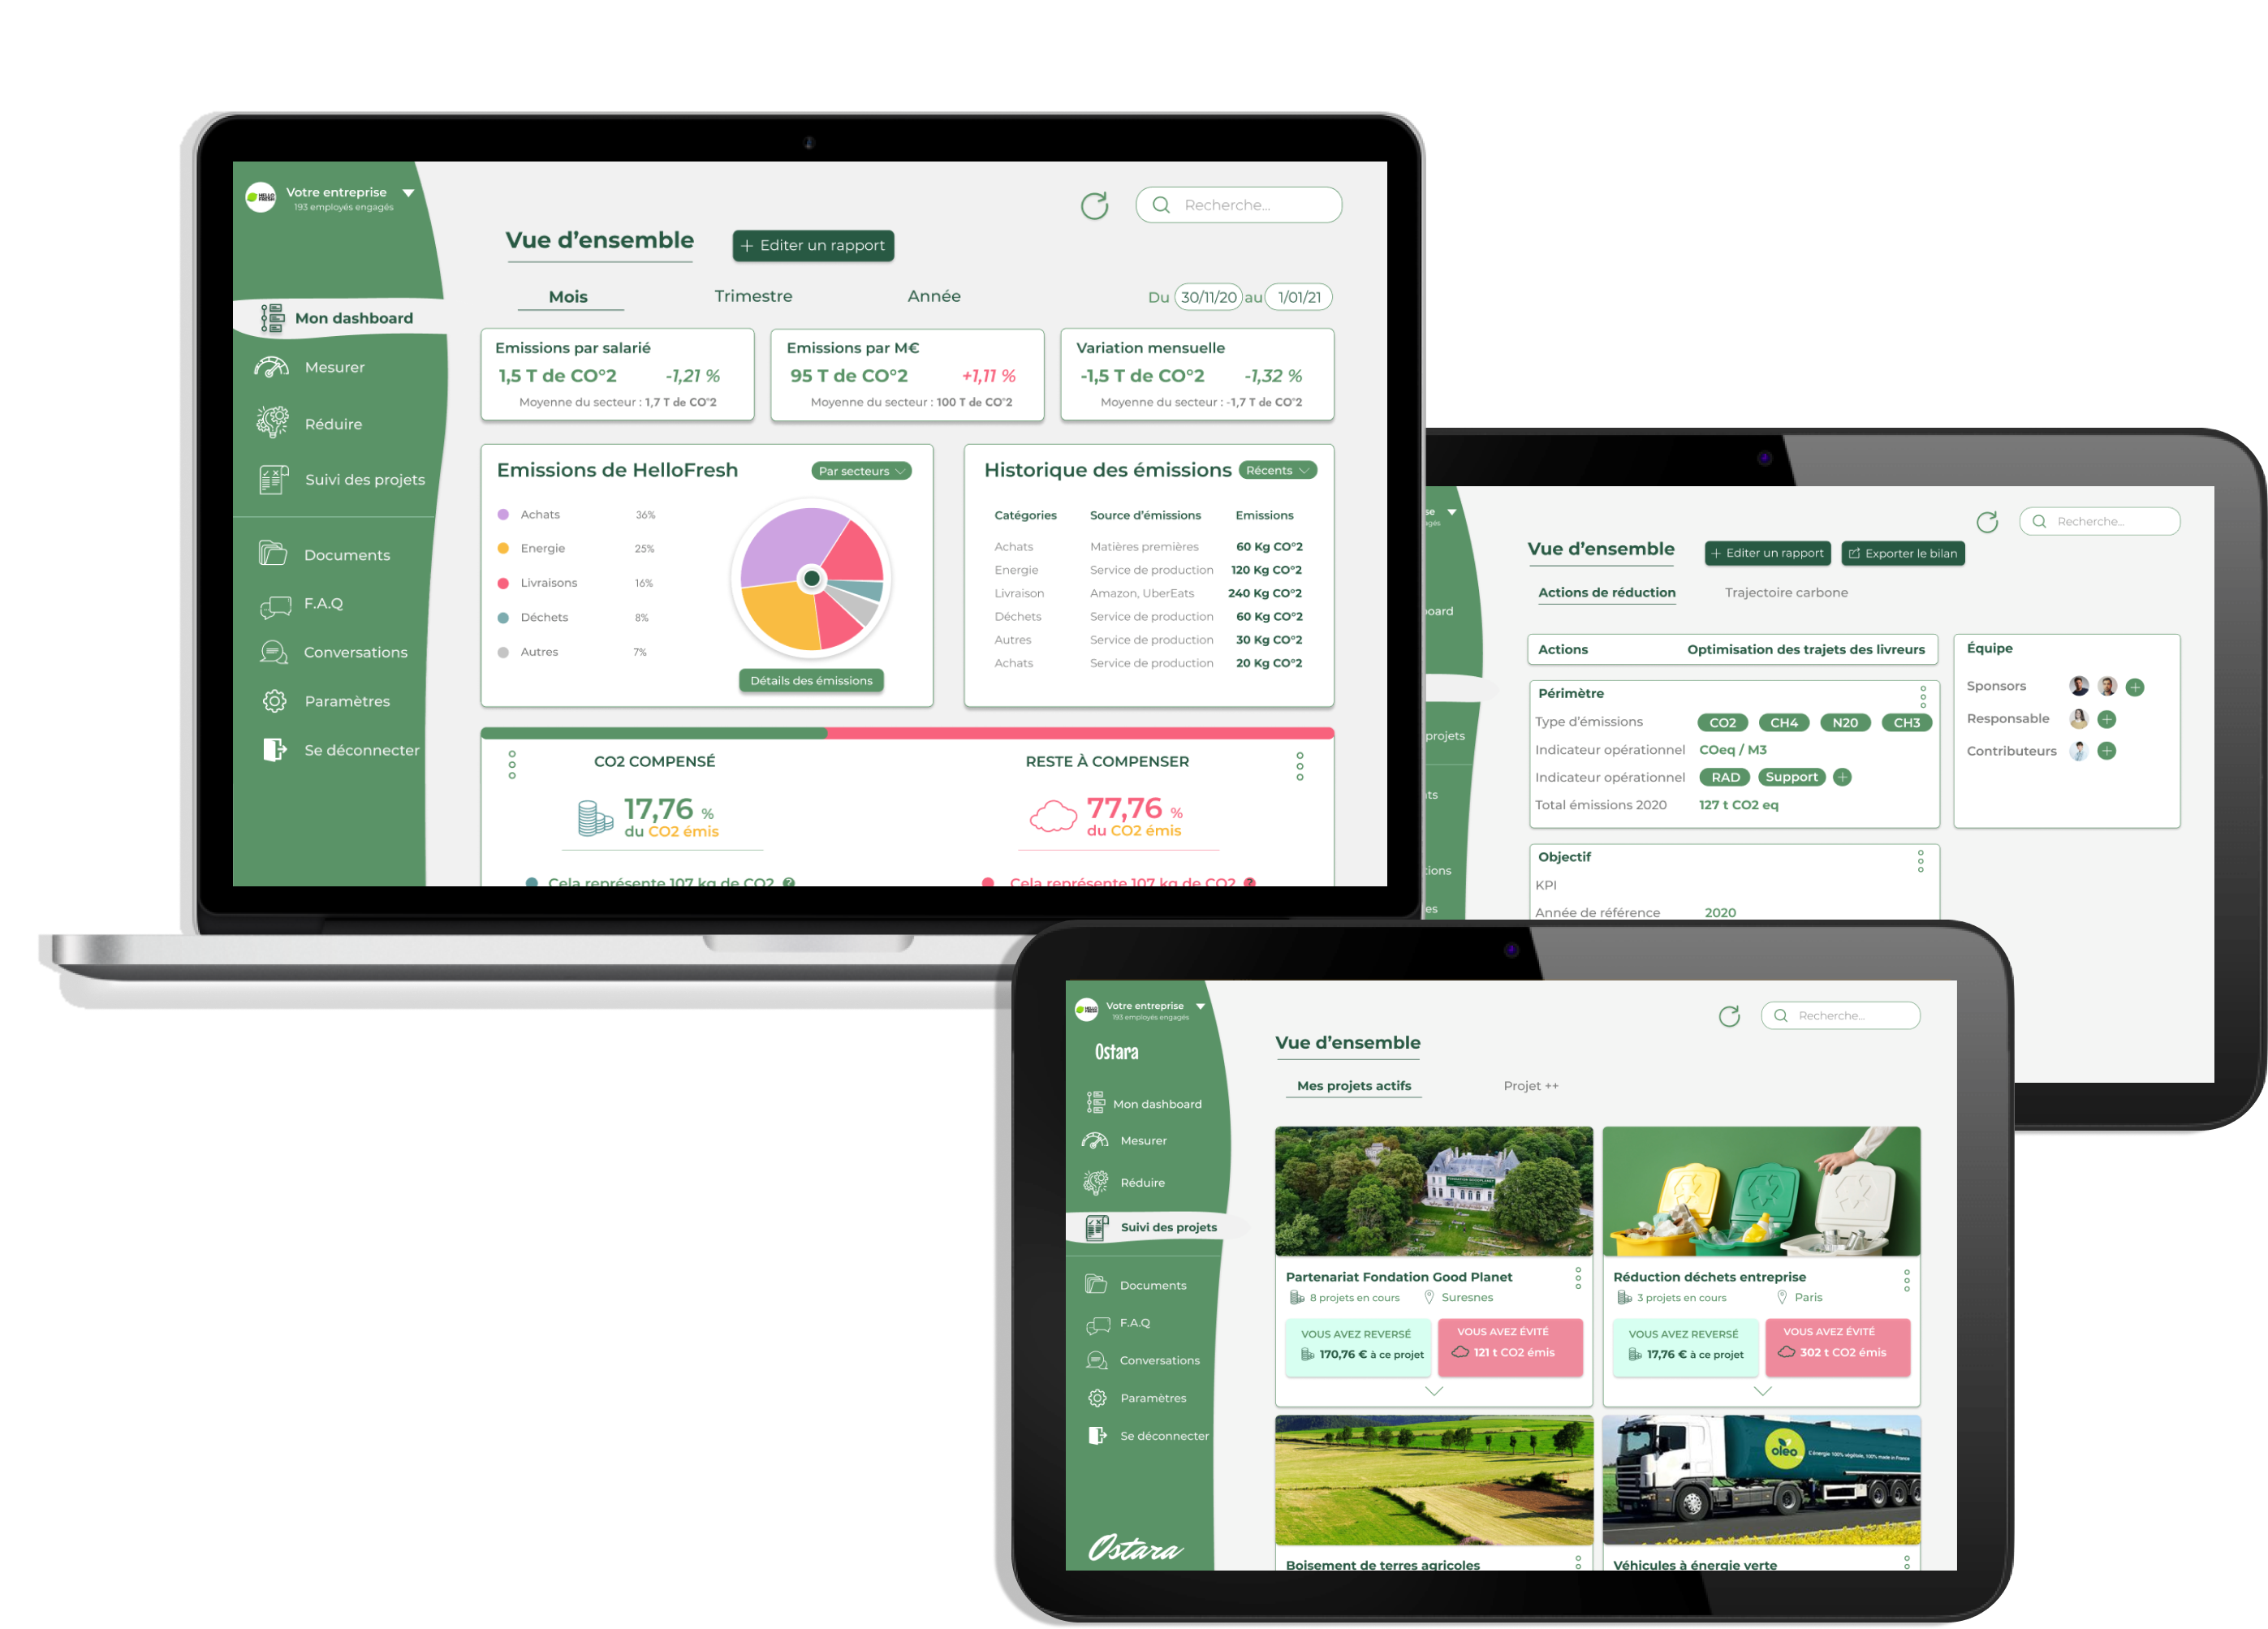 HELLO
FRESH
Votre entreprise
193 employés engagés
Mon dashboard
Mesurer
Réduire
Suivi des projets
Documents
F.A.Q
Conversations
Paramètres
Se déconnecter
Recherche...
Vue d'ensemble
+ Editer un rapport
Mois Trimestre Année
Du 30/11/20 au 1/01/21
Emissions par salarié
1,5 T de CO°2 -1,21 %
Moyenne du secteur : 1,7 T de CO°2
Emissions par M€
95 T de CO°2 +1,11 %
Moyenne du secteur : 100 T de CO°2
Variation mensuelle
-1,5 T de CO°2 -1,32 %
Moyenne du secteur : -1,7 T de CO°2
Emissions de HelloFresh Par secteurs
Achats 36%
Energie 25%
Livraisons 16%
Déchets 8%
Autres 7%
Détails des émissions
Historique des émissions Récents
Catégories Source d'émissions Emissions
Achats Matières premières 60 Kg CO°2
Energie Service de production 120 Kg CO°2
Livraison Amazon, UberEats 240 Kg CO°2
Déchets Service de production 60 Kg CO°2
Autres Service de production 30 Kg CO°2
Achats Service de production 20 Kg CO°2
CO2 COMPENSÉ
17,76 %
du CO2 émis
Cela représente 107 kg de CO2 ?
RESTE À COMPENSER
77,76 %
du CO2 émis
Cela représente 107 kg de CO2 ?
se
agés
board
projets
ts
tions
es
Recherche...
Vue d'ensemble
+ Editer un rapport
Exporter le bilan
Actions de réduction Trajectoire carbone
Actions Optimisation des trajets des livreurs
Périmètre
Type d'émissions CO2 CH4 N20 CH3
Indicateur opérationnel COeq / M3
Indicateur opérationnel RAD Support +
Total émissions 2020 127 t CO2 eq
Équipe
Sponsors +
Responsable +
Contributeurs +
Objectif
KPI
Année de référence 2020
Votre entreprise
193 employés engagés
Ostara
Mon dashboard
Mesurer
Réduire
Suivi des projets
Documents
F.A.Q
Conversations
Paramètres
Se déconnecter
Ostara
Recherche...
Vue d'ensemble
Mes projets actifs Projet ++
Partenariat Fondation Good Planet
8 projets en cours Suresnes
VOUS AVEZ REVERSÉ
170,76 € à ce projet
VOUS AVEZ ÉVITÉ
121 t CO2 émis
Réduction déchets entreprise
3 projets en cours Paris
VOUS AVEZ REVERSÉ
17,76 € à ce projet
VOUS AVEZ ÉVITÉ
302 t CO2 émis
oleo
L'énergie 100% végétale, 100% made in France
Boisement de terres agricoles
Véhicules à énergie verte